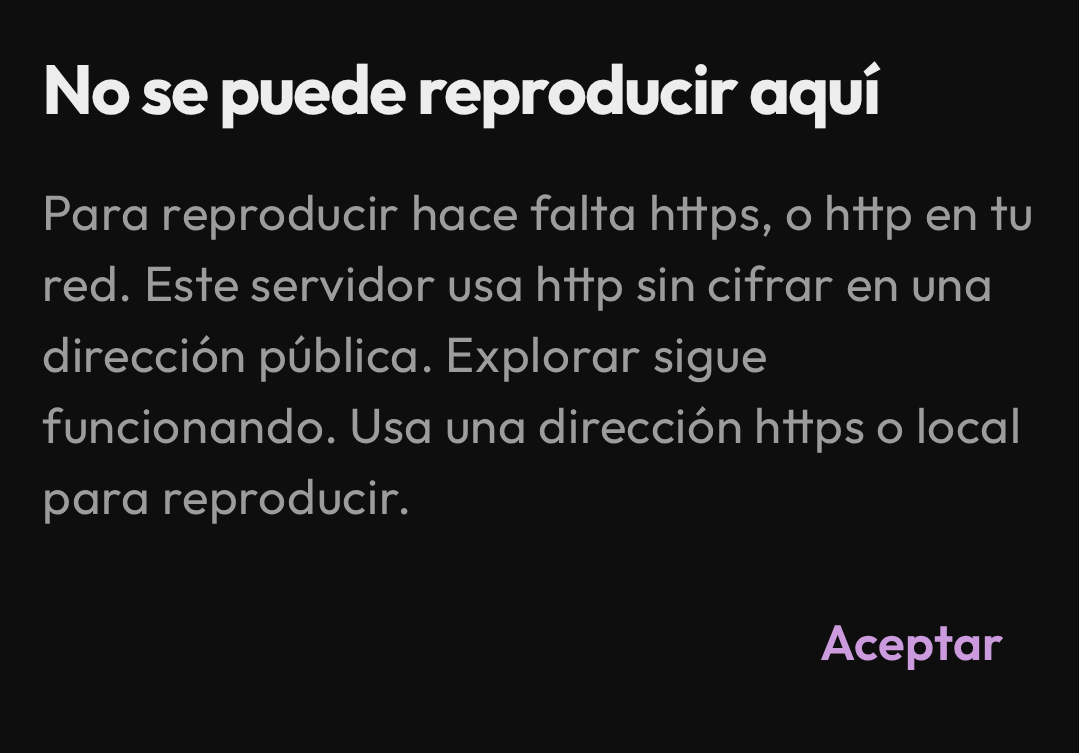 No se puede reproducir aquí
Para reproducir hace falta https, o http en tu
red. Este servidor usa http sin cifrar en una
dirección pública. Explorar sigue
funcionando. Usa una dirección https o local
para reproducir.
Aceptar